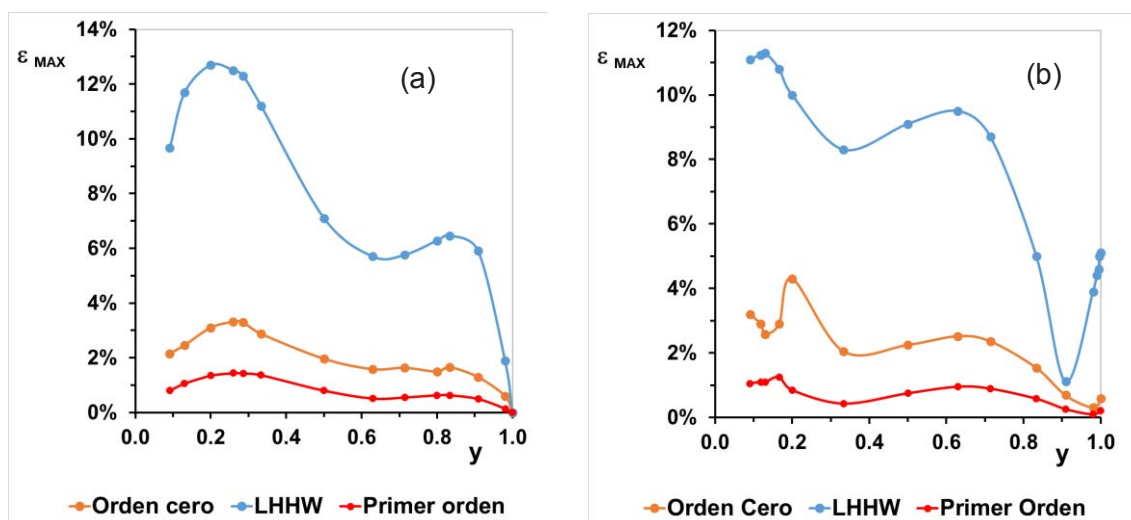 14%
12%
10%
8%
6%
4%
2%
0%
ε MAX
(a)
0.0 0.2 0.4 0.6 0.8 1.0
y
Orden cero LHHW Primer orden
12%
10%
8%
6%
4%
2%
0%
ε MAX
(b)
0.0 0.2 0.4 0.6 0.8 1.0
y
Orden Cero LHHW Primer Orden